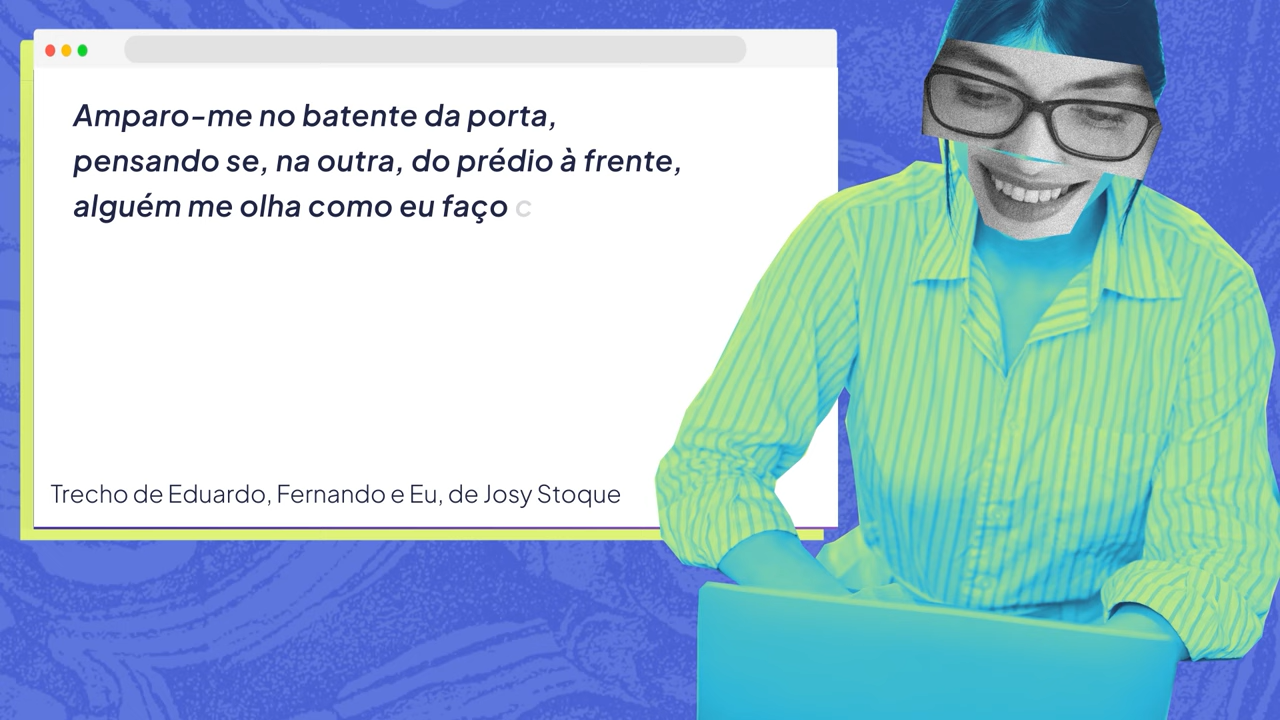 Amparo-me no batente da porta,
pensando se, na outra, do prédio à frente,
alguém me olha como eu faço c
Trecho de Eduardo, Fernando e Eu, de Josy Stoque